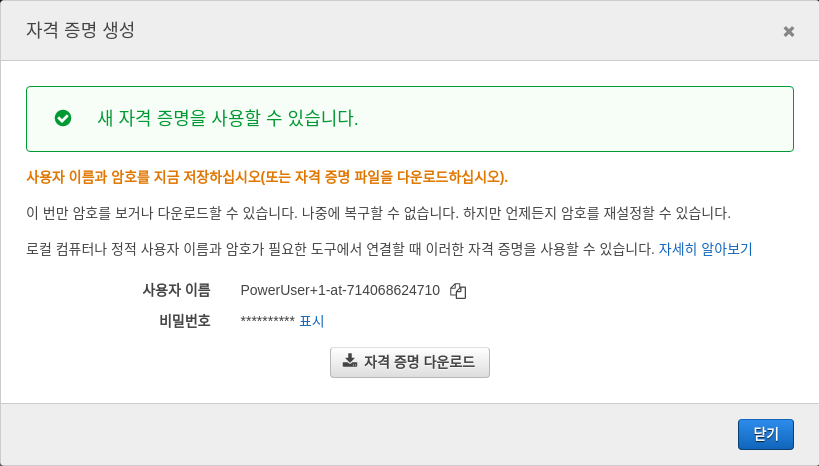 자격 증명 생성
새 자격 증명을 사용할 수 있습니다.
사용자 이름과 암호를 지금 저장하십시오(또는 자격 증명 파일을 다운로드하십시오).
이 번만 암호를 보거나 다운로드할 수 있습니다. 나중에 복구할 수 없습니다. 하지만 언제든지 암호를 재설정할 수 있습니다.
로컬 컴퓨터나 정적 사용자 이름과 암호가 필요한 도구에서 연결할 때 이러한 자격 증명을 사용할 수 있습니다. 자세히 알아보기
사용자 이름 PowerUser+1-at-714068624710
비밀번호 ********** 표시
자격 증명 다운로드
닫기